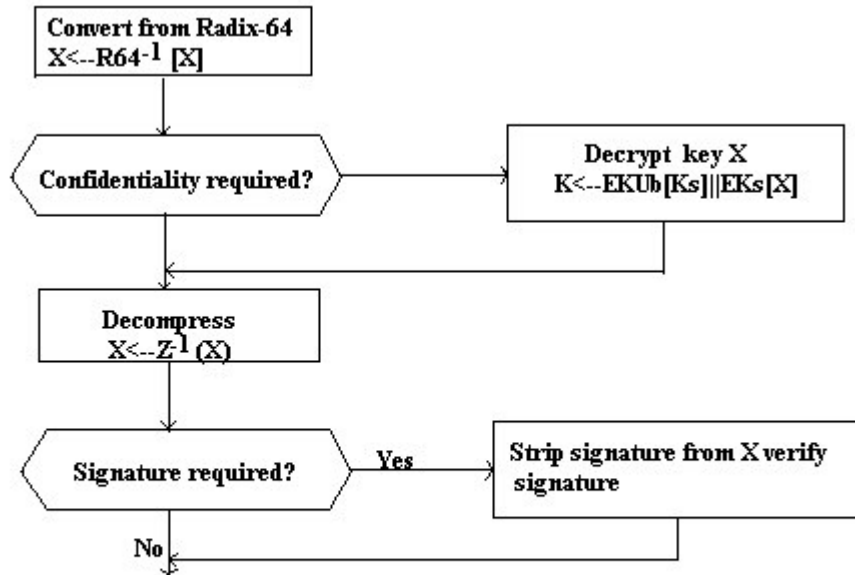 Convert from Radix-64
X<--R64-1 [X]
Confidentiality required?
Decrypt key X
K<--EKUb[Ks]||EKs[X]
Decompress
X<--Z-1 (X)
Signature required?
Yes
Strip signature from X verify
signature
No